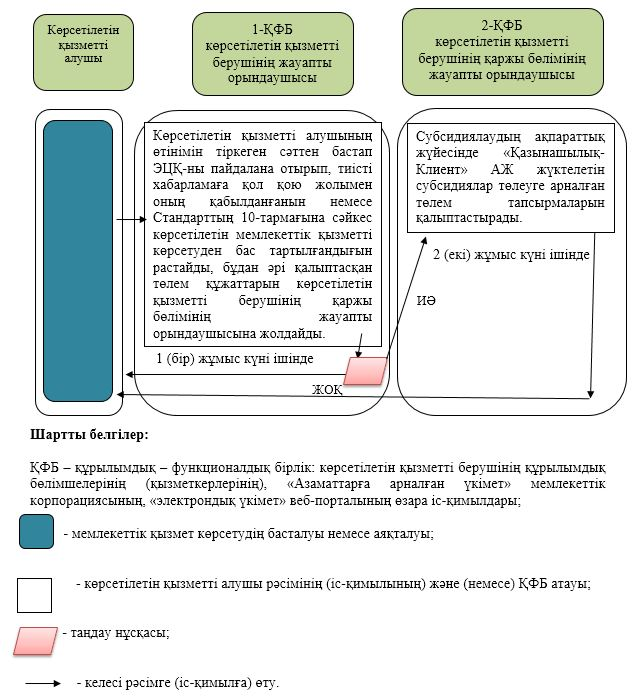 Көрсетілетін
қызметті
алушы
1-ҚФБ
көрсетілетін қызметті
берушінің жауапты
орындаушысы
2-ҚФБ
көрсетілетін қызметті
берушінің қаржы бөлімінің
жауапты орындаушысы
Көрсетілетін қызметті алушының
өтінімін тіркеген сәттен бастап
ЭЦҚ-ны пайдалана отырып, тиісті
хабарламаға қол қою жолымен
оның қабылданғанын немесе
Стандарттың 10-тармағына сәйкес
көрсетілетін мемлекеттік қызметті
көрсетуден бас тартылғандығын
растайды, бұдан әрі қалыптасқан
төлем құжаттарын көрсетілетін
қызметті берушінің қаржы
бөлімінің жауапты
орындаушысына жолдайды.
1 (бір) жұмыс күні ішінде
Субсидиялаудың ақпараттық
жүйесінде «Қазынашылық-
Клиент» АЖ жүктелетін
субсидиялар төлеуге арналған
төлем тапсырмаларын
қалыптастырады.
2 (екі) жұмыс күні ішінде
ИӘ
ЖОҚ
Шартты белгілер:
ҚФБ – құрылымдық – функционалдық бірлік: көрсетілетін қызметті берушінің құрылымдық
бөлімшелерінің (қызметкерлерінің), «Азаматтарға арналған үкімет» мемлекеттік
корпорациясының, «электрондық үкімет» веб-порталының өзара іс-қимылдары;
- мемлекеттік қызмет көрсетудің басталуы немесе аяқталуы;
- көрсетілетін қызметті алушы рәсімінің (іс-қимылының) және (немесе) ҚФБ атауы;
- таңдау нұсқасы;
- келесі рәсімге (іс-қимылға) өту.